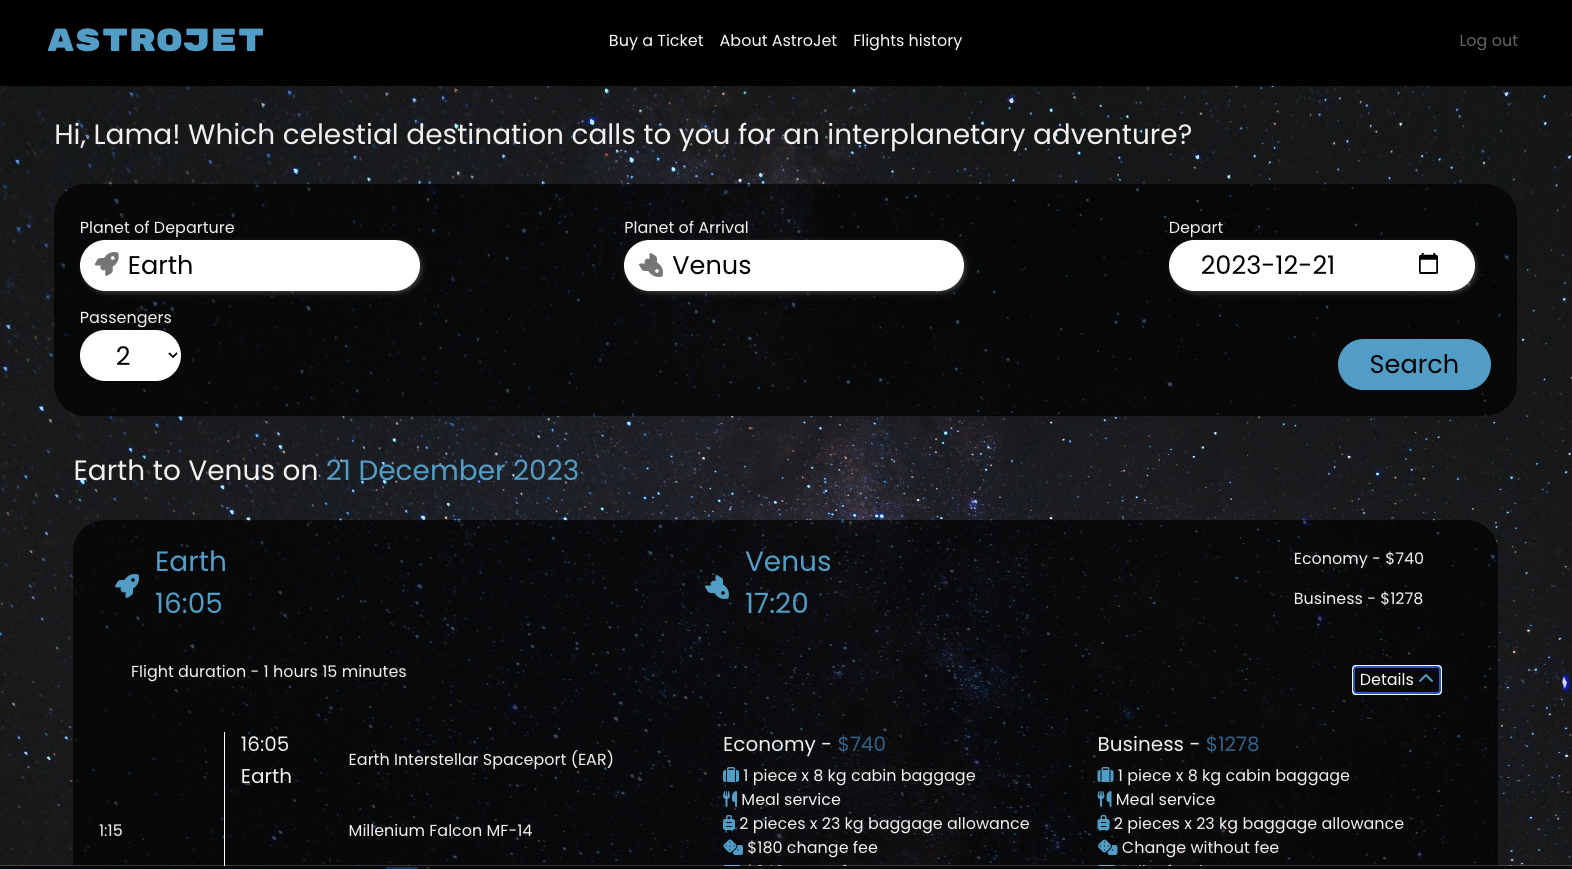 ASTROJET
Buy a Ticket
About AstroJet
Flights history
Log out
Hi, Lama! Which celestial destination calls to you for an interplanetary adventure?
Planet of Departure
Earth
Planet of Arrival
Venus
Depart
2023-12-21
Passengers
2
Search
Earth to Venus on 21 December 2023
Earth
16:05
Venus
17:20
Economy - $740
Business - $1278
Flight duration - 1 hours 15 minutes
Details
16:05
Earth
Earth Interstellar Spaceport (EAR)
1:15
Millenium Falcon MF-14
Economy - $740
1 piece x 8 kg cabin baggage
Meal service
2 pieces x 23 kg baggage allowance
$180 change fee
Business - $1278
1 piece x 8 kg cabin baggage
Meal service
2 pieces x 23 kg baggage allowance
Change without fee